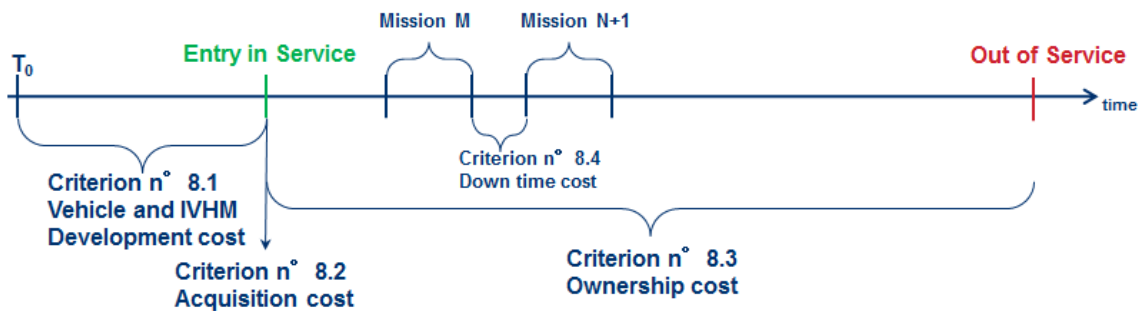 Mission M
Mission N+1
T0
Entry in Service
Out of Service
time
Criterion n° 8.4
Down time cost
Criterion n° 8.1
Vehicle and IVHM
Development cost
Criterion n° 8.2
Acquisition cost
Criterion n° 8.3
Ownership cost